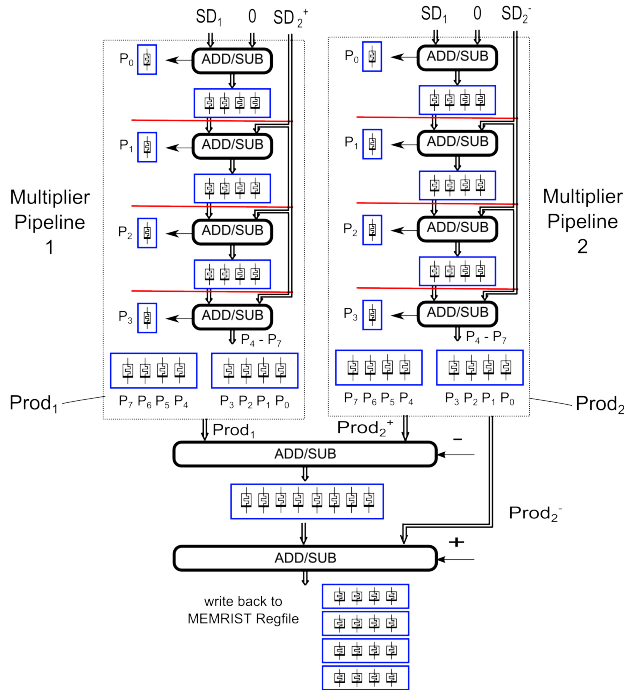 SD₁ 0 SD₂⁺
P₀ ADD/SUB
P₁ ADD/SUB
P₂ ADD/SUB
P₃ ADD/SUB
P₄ - P₇
P₇ P₆ P₅ P₄ P₃ P₂ P₁ P₀
Multiplier
Pipeline
1
Prod₁
SD₁ 0 SD₂⁻
P₀ ADD/SUB
P₁ ADD/SUB
P₂ ADD/SUB
P₃ ADD/SUB
P₄ - P₇
P₇ P₆ P₅ P₄ P₃ P₂ P₁ P₀
Multiplier
Pipeline
2
Prod₂
Prod₁ Prod₂⁺
ADD/SUB −
Prod₂⁻
ADD/SUB +
write back to
MEMRIST Regfile